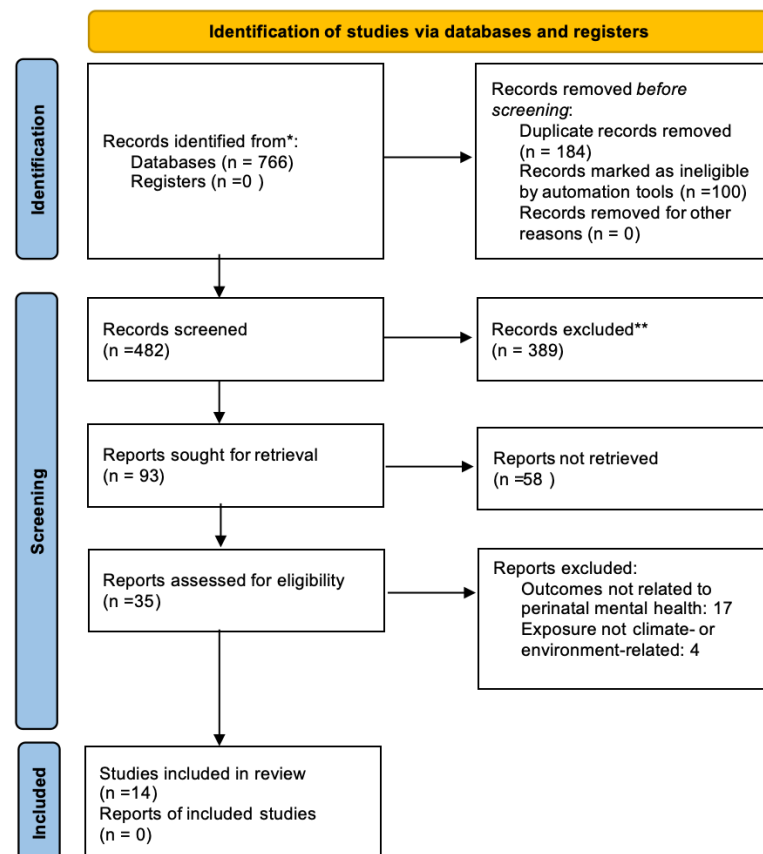 Identification of studies via databases and registers
Identification
Records identified from*:
Databases (n = 766)
Registers (n =0 )
Records removed before
screening:
Duplicate records removed
(n = 184)
Records marked as ineligible
by automation tools (n =100)
Records removed for other
reasons (n = 0)
Screening
Records screened
(n =482)
Records excluded**
(n = 389)
Reports sought for retrieval
(n = 93)
Reports not retrieved
(n =58 )
Reports assessed for eligibility
(n =35)
Reports excluded:
Outcomes not related to
perinatal mental health: 17
Exposure not climate- or
environment-related: 4
Included
Studies included in review
(n =14)
Reports of included studies
(n = 0)